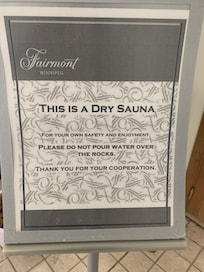 Fairmont
WINNIPEG
THIS IS A DRY SAUNA
FOR YOUR OWN SAFETY AND ENJOYMENT
PLEASE DO NOT POUR WATER OVER
THE ROCKS.
THANK YOU FOR YOUR COOPERATION.